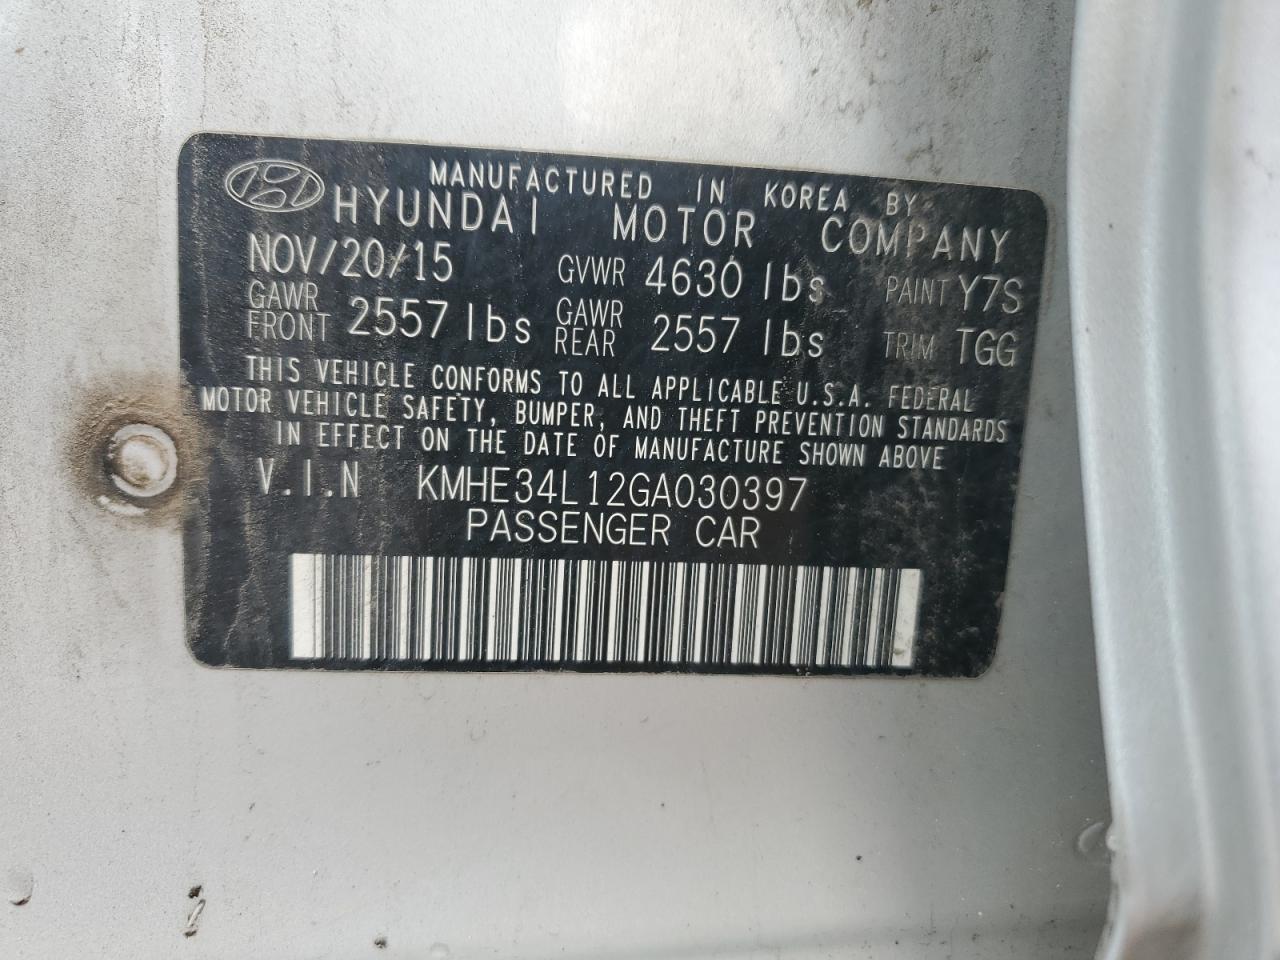 MANUFACTURED IN KOREA BY
HYUNDAI MOTOR COMPANY
NOV/20/15 GVWR 4630 lbs PAINT Y7S
GAWR FRONT 2557 lbs GAWR REAR 2557 lbs TRIM TGG
THIS VEHICLE CONFORMS TO ALL APPLICABLE U.S.A. FEDERAL
MOTOR VEHICLE SAFETY, BUMPER, AND THEFT PREVENTION STANDARDS
IN EFFECT ON THE DATE OF MANUFACTURE SHOWN ABOVE
V.I.N KMHE34L12GA030397
PASSENGER CAR